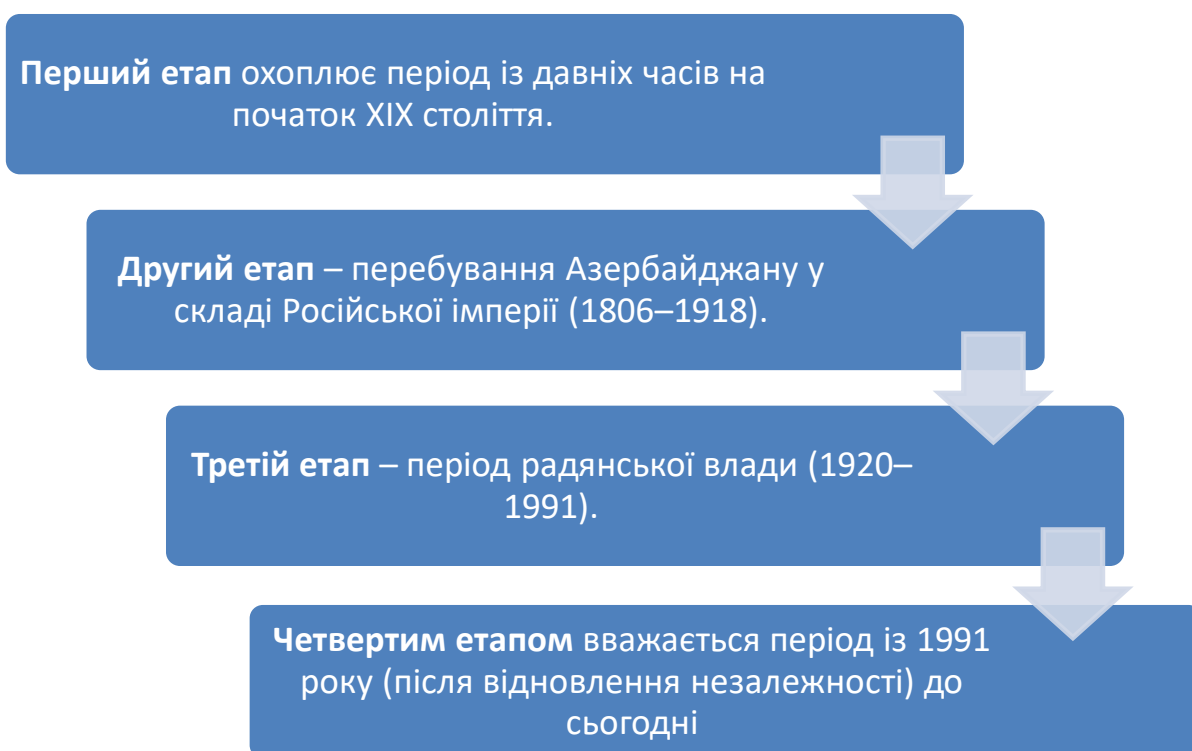 Перший етап охоплює період із давніх часів на
початок XIX століття.
Другий етап – перебування Азербайджану у
складі Російської імперії (1806–1918).
Третій етап – період радянської влади (1920–
1991).
Четвертим етапом вважається період із 1991
року (після відновлення незалежності) до
сьогодні